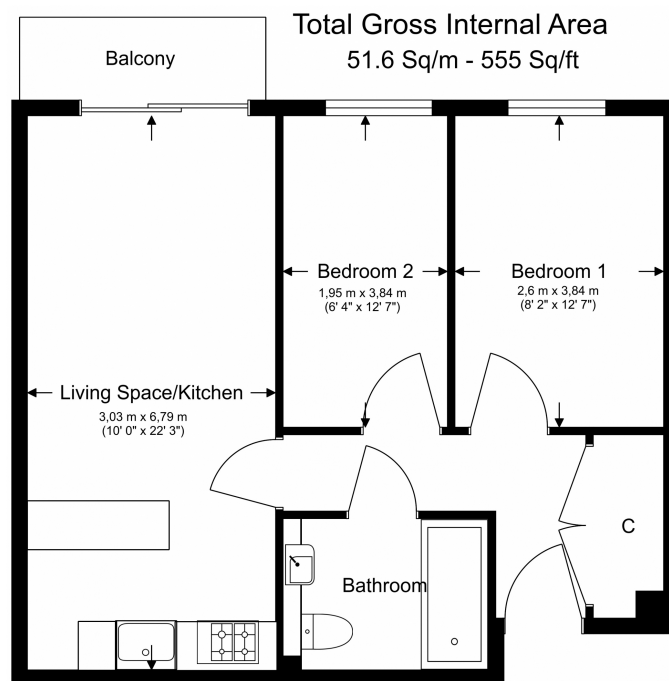 Total Gross Internal Area
51.6 Sq/m - 555 Sq/ft
Balcony
Bedroom 2
1,95 m x 3,84 m
(6' 4" x 12' 7")
Bedroom 1
2,6 m x 3,84 m
(8' 2" x 12' 7")
Living Space/Kitchen
3,03 m x 6,79 m
(10' 0" x 22' 3")
C
Bathroom